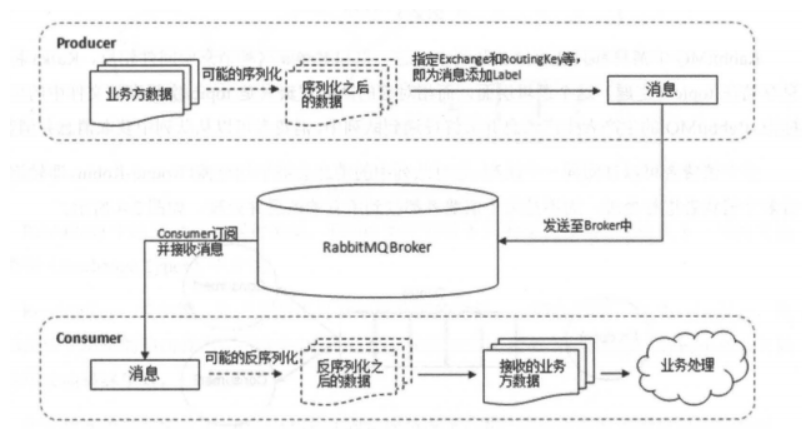 Producer
业务方数据
可能的序列化
序列化之后
的数据
指定Exchange和RoutingKey等，
即为消息添加Label
消息
Consumer订阅
并接收消息
RabbitMQ Broker
发送至Broker中
Consumer
消息
可能的反序列化
反序列化之
后的数据
接收的业务
方数据
业务处理